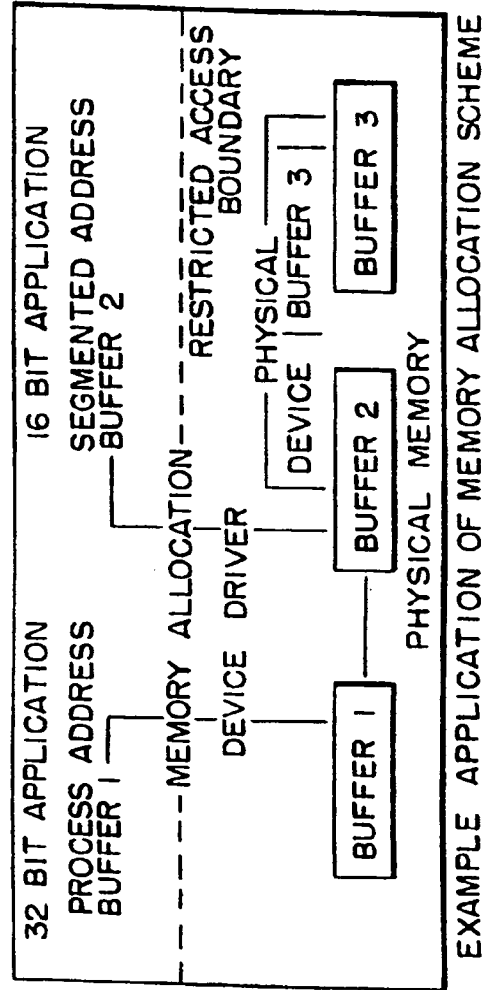 32 BIT APPLICATION
16 BIT APPLICATION
PROCESS ADDRESS
BUFFER 1
SEGMENTED ADDRESS
BUFFER 2
MEMORY ALLOCATION
RESTRICTED ACCESS
BOUNDARY
DEVICE DRIVER
PHYSICAL
DEVICE BUFFER 3
BUFFER 1
BUFFER 2
BUFFER 3
PHYSICAL MEMORY
EXAMPLE APPLICATION OF MEMORY ALLOCATION SCHEME